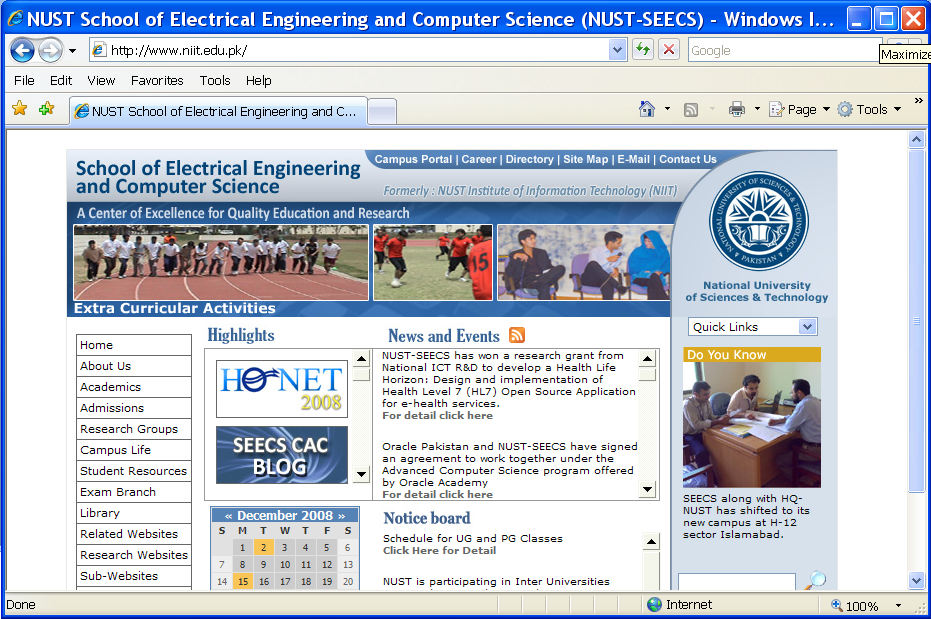 NUST School of Electrical Engineering and Computer Science (NUST-SEECS) - Windows I...
http://www.niit.edu.pk/
Google
Maximize
File Edit View Favorites Tools Help
NUST School of Electrical Engineering and C...
Page Tools »
School of Electrical Engineering
and Computer Science
Campus Portal | Career | Directory | Site Map | E-Mail | Contact Us
Formerly : NUST Institute of Information Technology (NIIT)
A Center of Excellence for Quality Education and Research
15
Extra Curricular Activities
NATIONAL UNIVERSITY OF SCIENCES & TECHNOLOGY
PAKISTAN
National University
of Sciences & Technology
Quick Links
Do You Know
SEECS along with HQ-
NUST has shifted to its
new campus at H-12
sector Islamabad.
Home
About Us
Academics
Admissions
Research Groups
Campus Life
Student Resources
Exam Branch
Library
Related Websites
Research Websites
Sub-Websites
Highlights
HONET
2008
SEECS CAC
BLOG
« December 2008 »
S M T W T F S
1 2 3 4 5 6
7 8 9 10 11 12 13
14 15 16 17 18 19 20
News and Events
NUST-SEECS has won a research grant from
National ICT R&D to develop a Health Life
Horizon: Design and implementation of
Health Level 7 (HL7) Open Source Application
for e-health services.
For detail click here
Oracle Pakistan and NUST-SEECS have signed
an agreement to work together under the
Advanced Computer Science program offered
by Oracle Academy
For detail click here
Notice board
Schedule for UG and PG Classes
Click Here for Detail
NUST is participating in Inter Universities
Done
Internet
100%